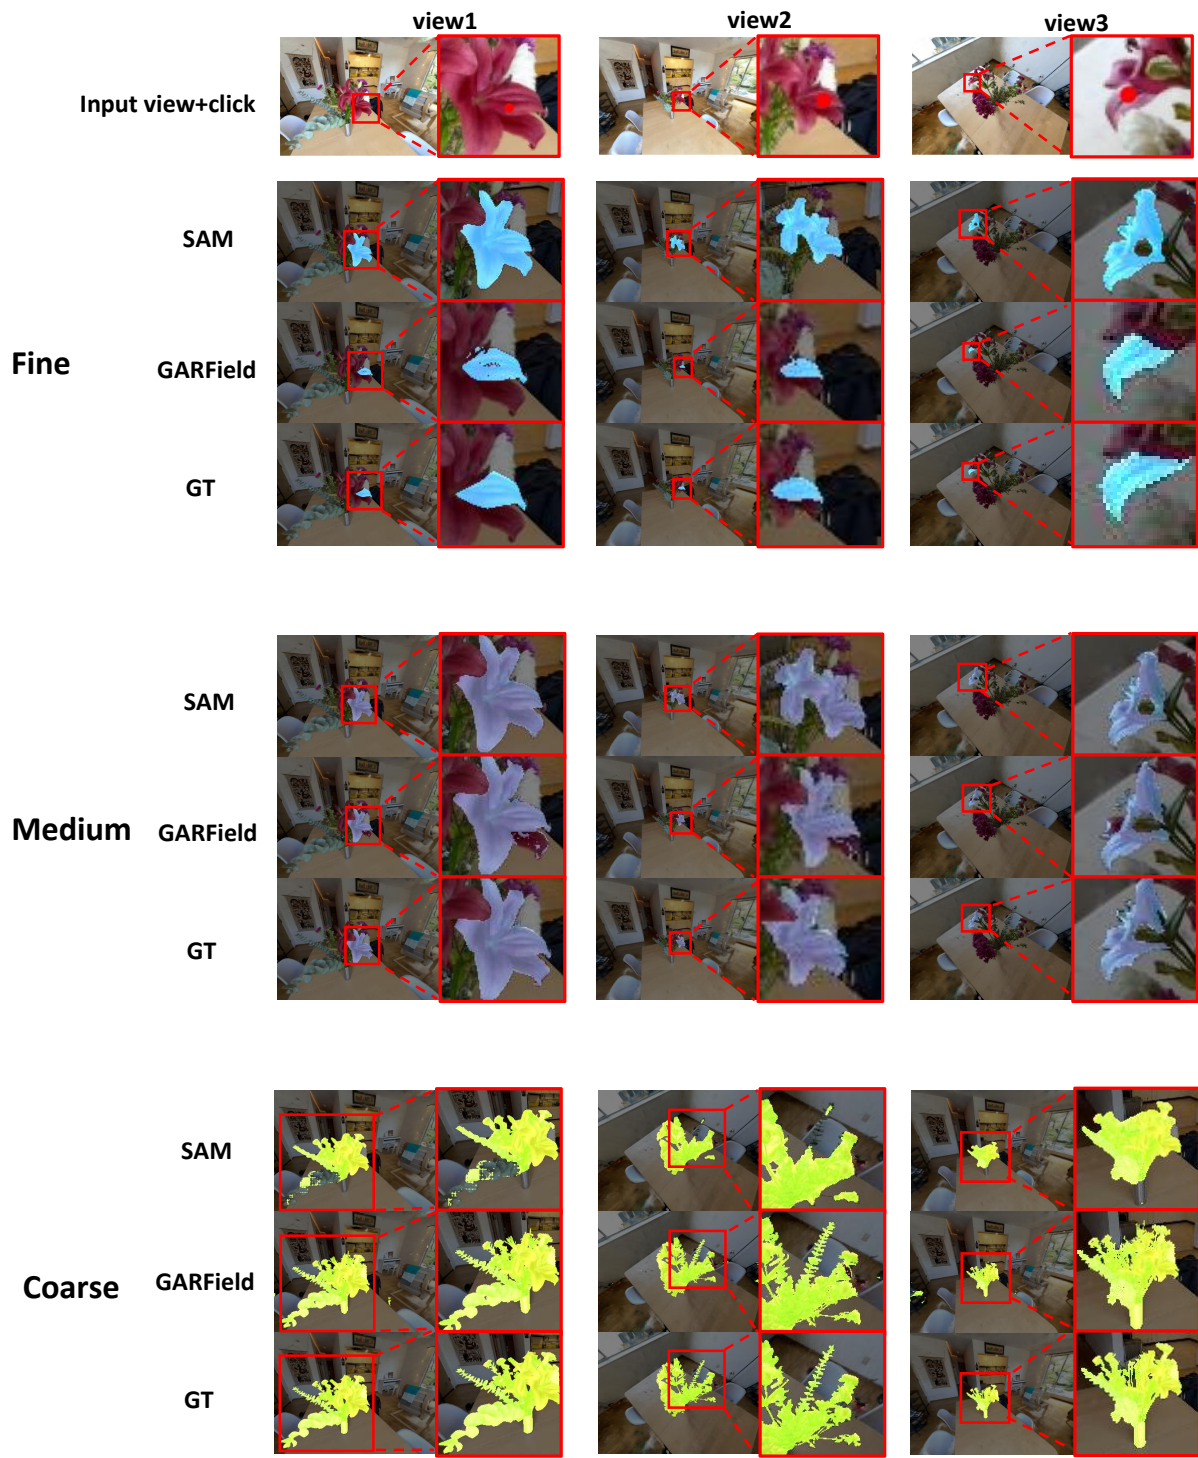 view1 view2 view3
Input view+click
SAM
Fine GARField
GT
SAM
Medium GARField
GT
SAM
Coarse GARField
GT